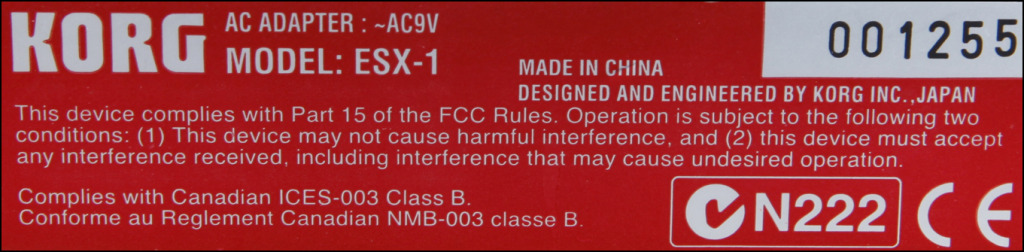 KORG
AC ADAPTER : ~AC9V
MODEL: ESX-1
001255
MADE IN CHINA
DESIGNED AND ENGINEERED BY KORG INC.,JAPAN
This device complies with Part 15 of the FCC Rules. Operation is subject to the following two
conditions: (1) This device may not cause harmful interference, and (2) this device must accept
any interference received, including interference that may cause undesired operation.
Complies with Canadian ICES-003 Class B.
Conforme au Reglement Canadian NMB-003 classe B.
N222 CE